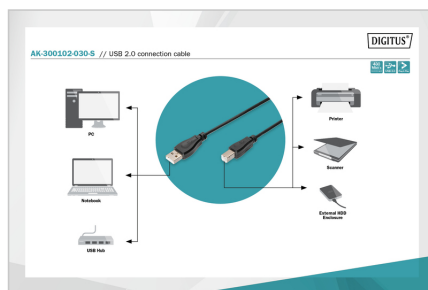 DIGITUS®
AK-300102-030-S // USB 2.0 connection cable
PC
Printer
Notebook
Scanner
USB Hub
External HDD
Enclosure